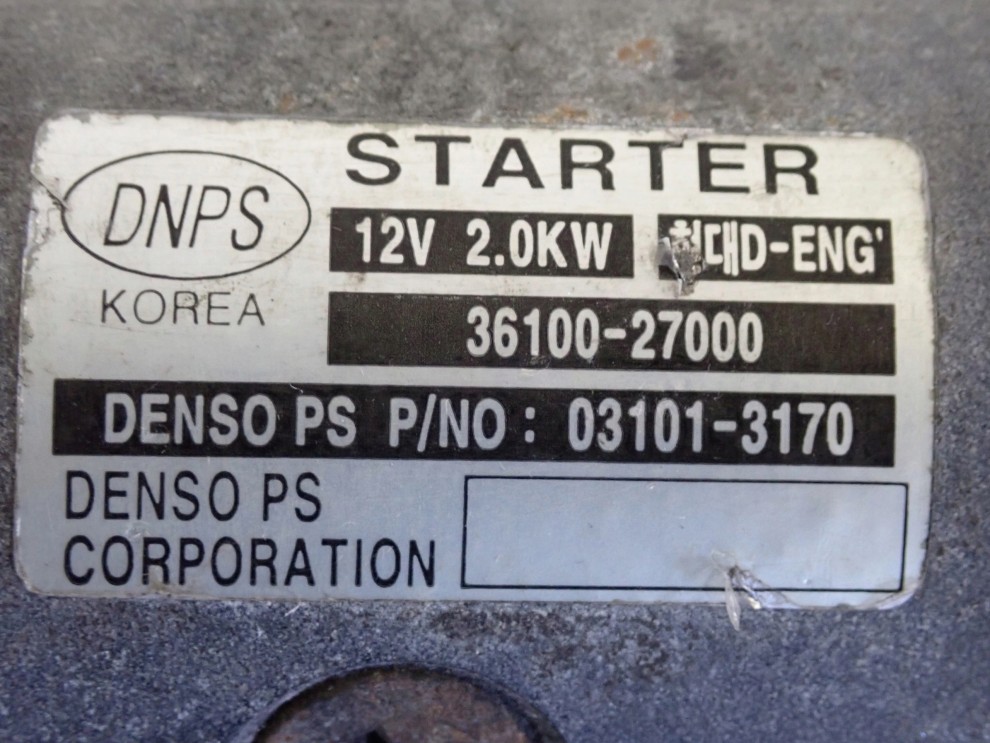 STARTER
DNPS
12V 2.0KW
D-ENG'
KOREA
36100-27000
DENSO PS P/NO : 03101-3170
DENSO PS
CORPORATION